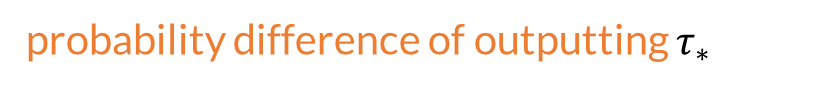 probability difference of outputting τ*